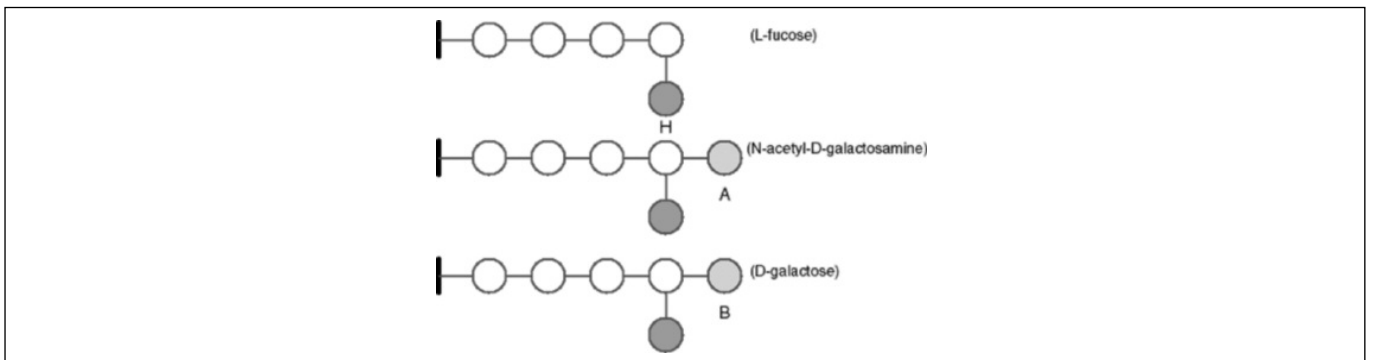 (L-fucose)
H
(N-acetyl-D-galactosamine)
A
(D-galactose)
B